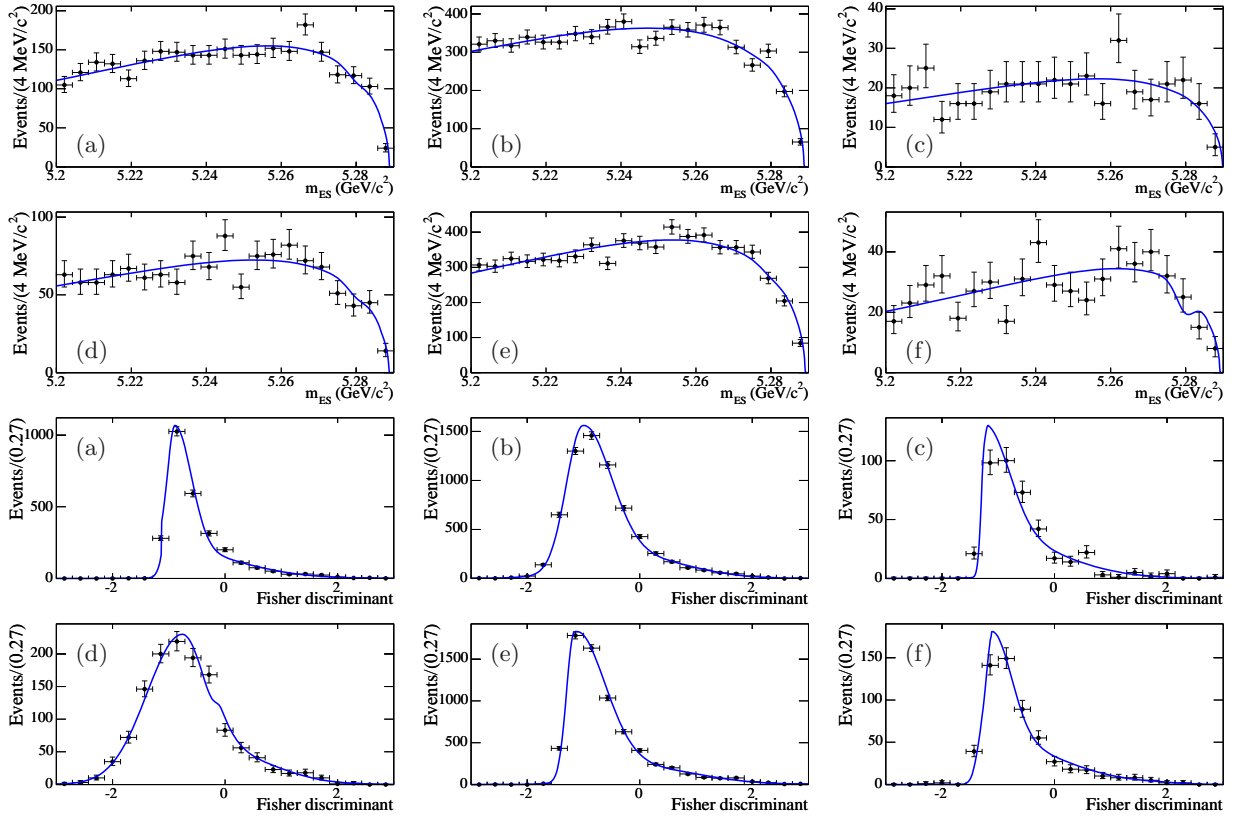 Events/(4 MeV/c²)
200
150
100
50
0
(a)
5.2 5.22 5.24 5.26 5.28
m_ES (GeV/c²)
Events/(4 MeV/c²)
400
300
200
100
0
(b)
5.2 5.22 5.24 5.26 5.28
m_ES (GeV/c²)
Events/(4 MeV/c²)
40
30
20
10
0
(c)
5.2 5.22 5.24 5.26 5.28
m_ES (GeV/c²)
Events/(4 MeV/c²)
100
50
0
(d)
5.2 5.22 5.24 5.26 5.28
m_ES (GeV/c²)
Events/(4 MeV/c²)
400
300
200
100
0
(e)
5.2 5.22 5.24 5.26 5.28
m_ES (GeV/c²)
Events/(4 MeV/c²)
40
20
0
(f)
5.2 5.22 5.24 5.26 5.28
m_ES (GeV/c²)
Events/(0.27)
1000
500
0
(a)
-2 0 2
Fisher discriminant
Events/(0.27)
1500
1000
500
0
(b)
-2 0 2
Fisher discriminant
Events/(0.27)
100
50
0
(c)
-2 0 2
Fisher discriminant
Events/(0.27)
200
150
100
50
0
(d)
-2 0 2
Fisher discriminant
Events/(0.27)
1500
1000
500
0
(e)
-2 0 2
Fisher discriminant
Events/(0.27)
150
100
50
0
(f)
-2 0 2
Fisher discriminant